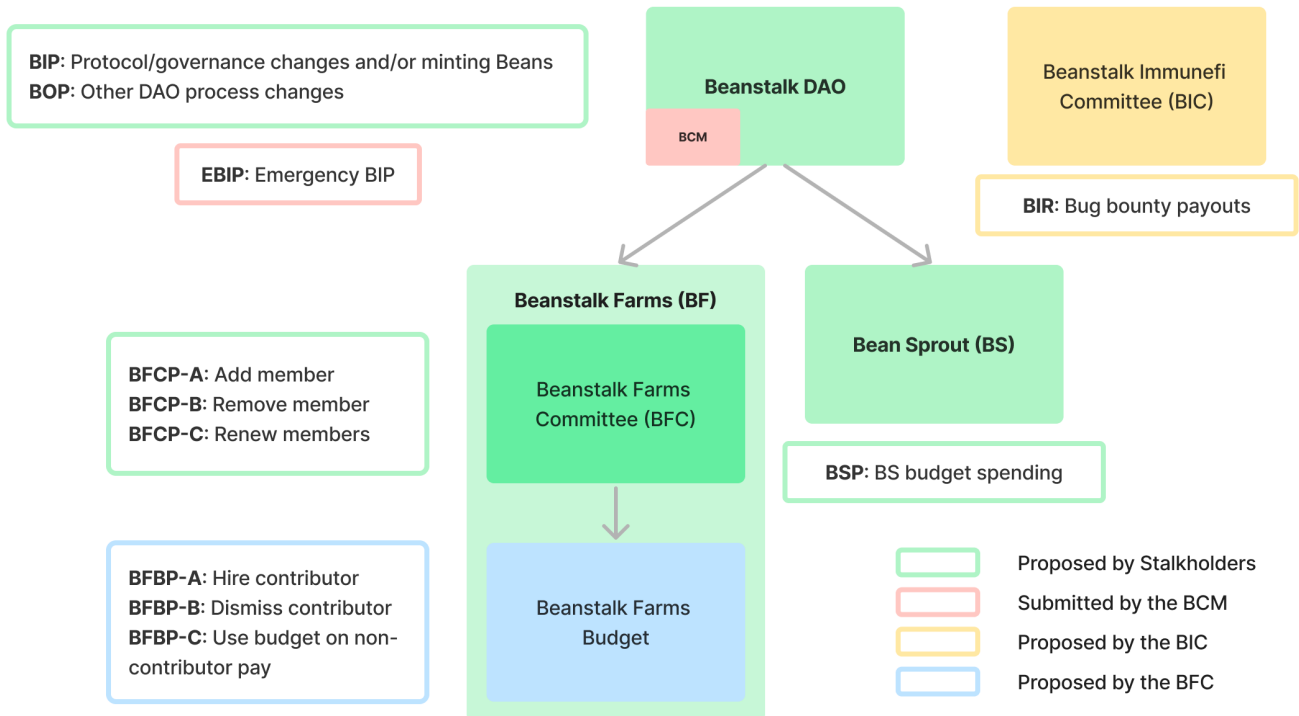 BIP: Protocol/governance changes and/or minting Beans
BOP: Other DAO process changes
EBIP: Emergency BIP
Beanstalk DAO
BCM
Beanstalk Immunefi
Committee (BIC)
BIR: Bug bounty payouts
Beanstalk Farms (BF)
Beanstalk Farms
Committee (BFC)
Bean Sprout (BS)
BFCP-A: Add member
BFCP-B: Remove member
BFCP-C: Renew members
BSP: BS budget spending
BFBP-A: Hire contributor
BFBP-B: Dismiss contributor
BFBP-C: Use budget on non-
contributor pay
Beanstalk Farms
Budget
Proposed by Stalkholders
Submitted by the BCM
Proposed by the BIC
Proposed by the BFC